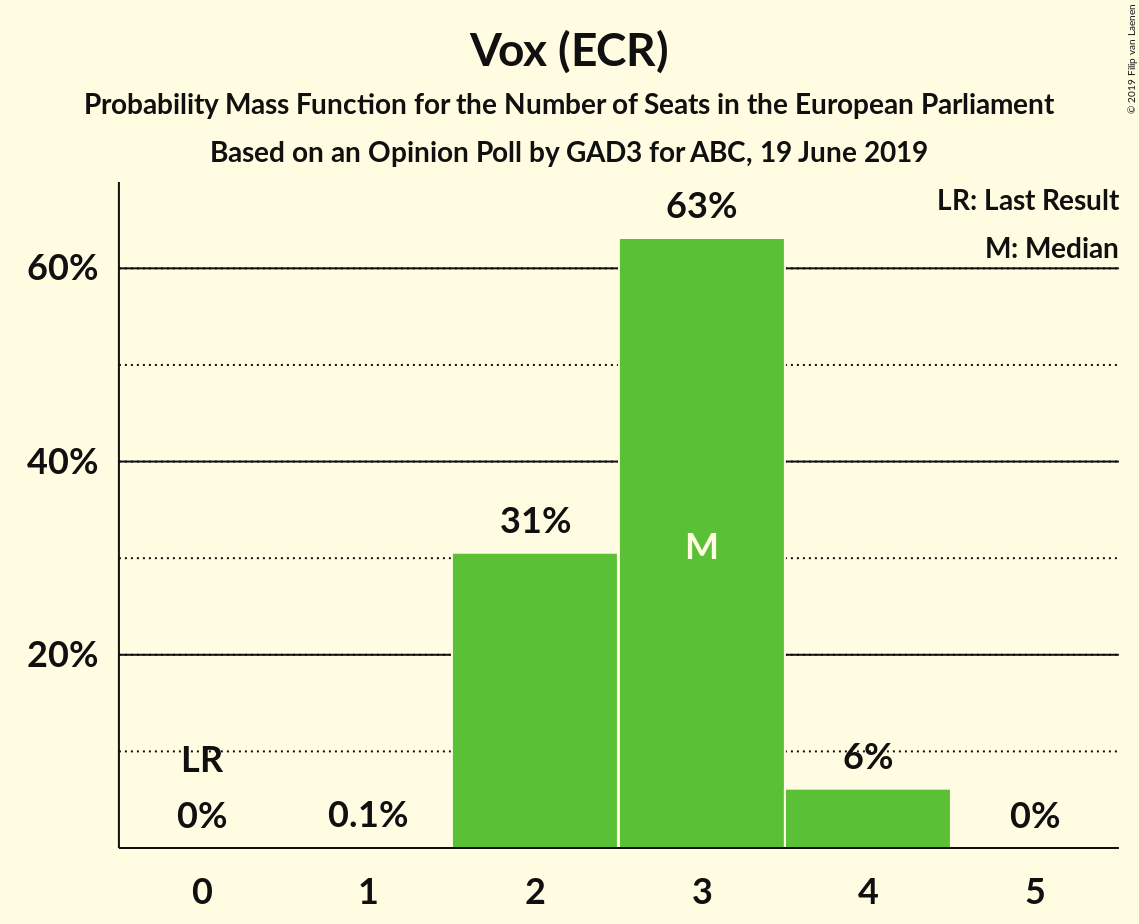 Vox (ECR)
Probability Mass Function for the Number of Seats in the European Parliament
Based on an Opinion Poll by GAD3 for ABC, 19 June 2019
© 2019 Filip van Laenen
LR: Last Result
M: Median
63%
60%
40%
31%
M
20%
LR
6%
0%
0.1%
0%
0 1 2 3 4 5